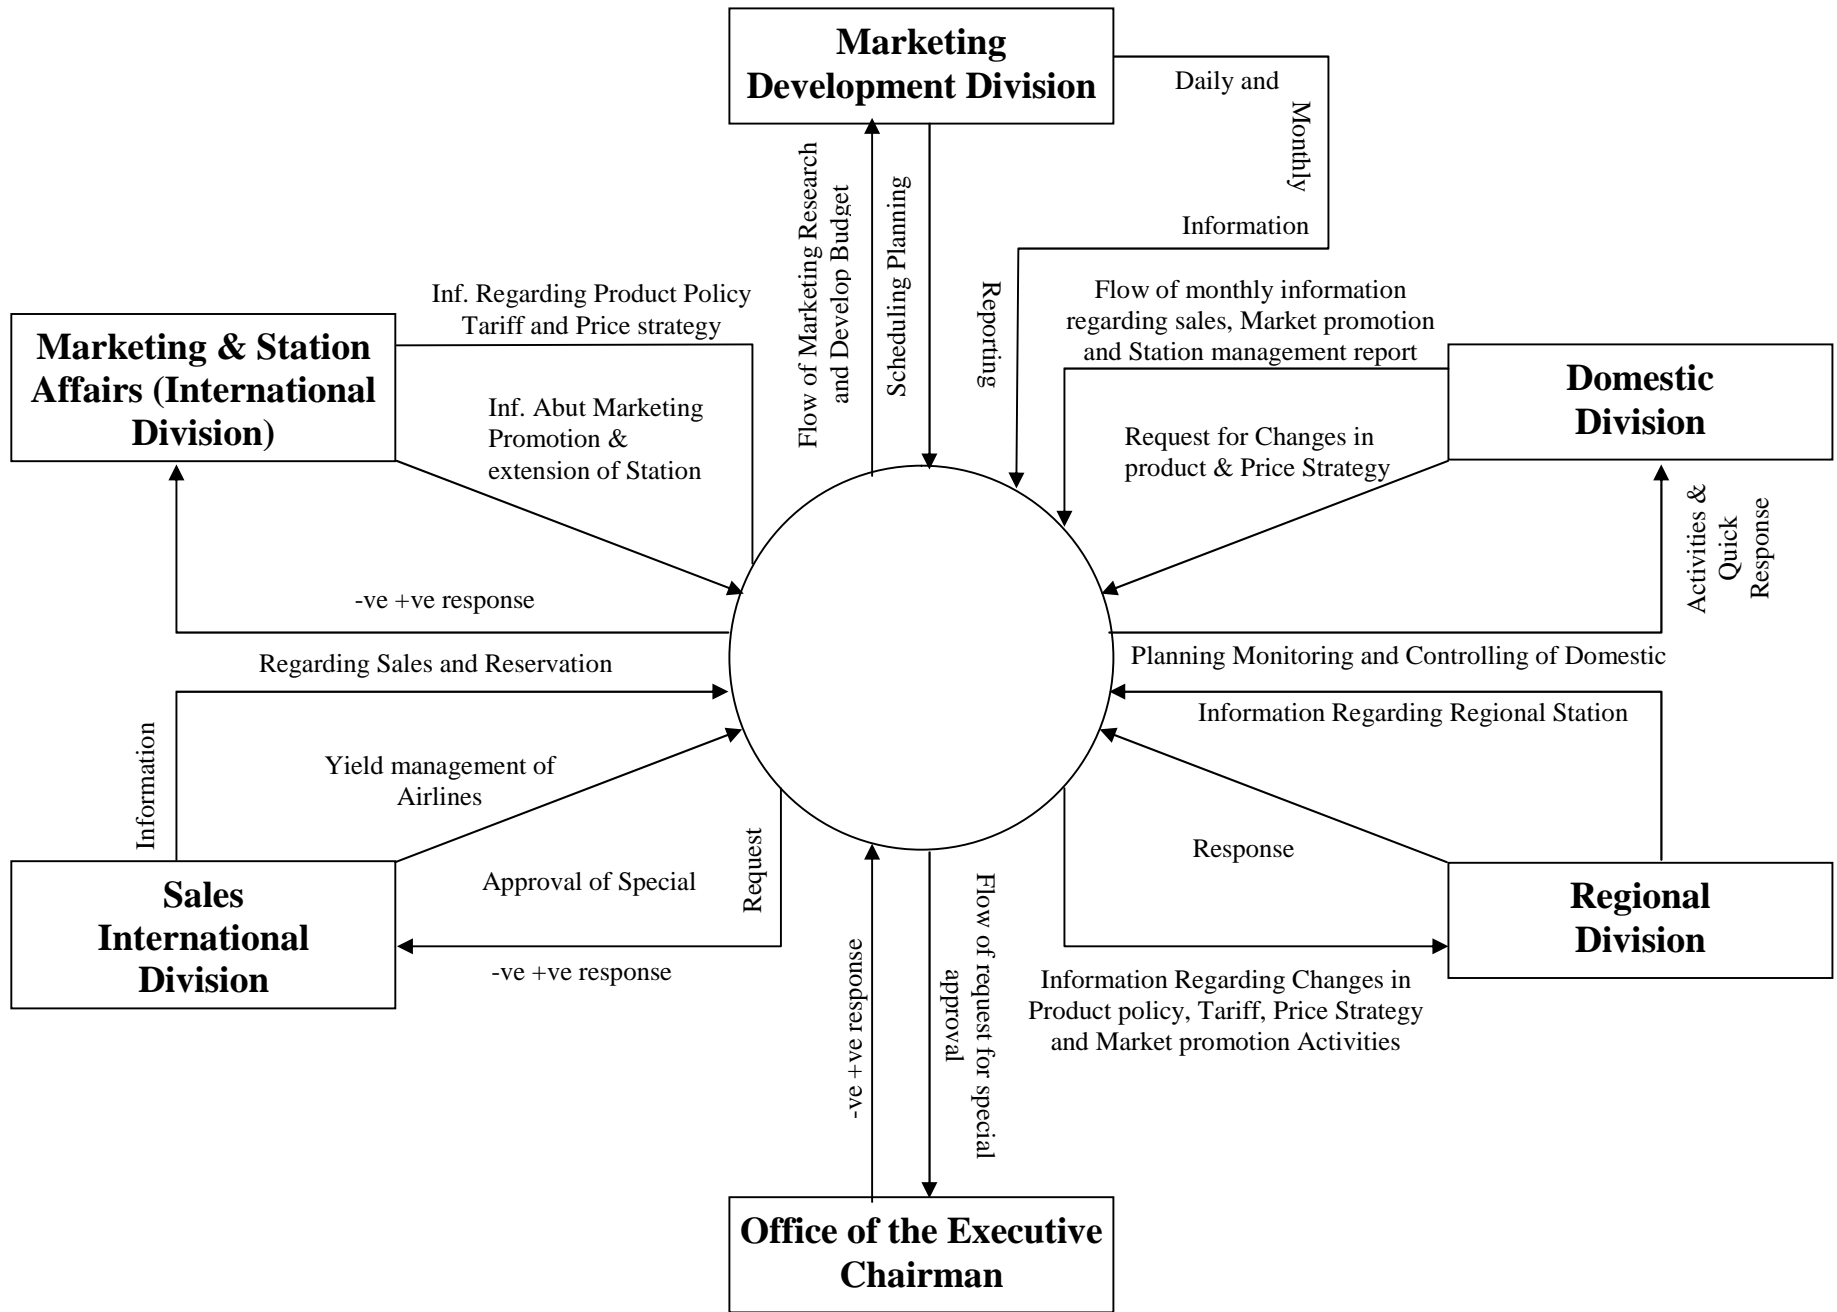 Marketing
Development Division
Daily and
Monthly
Information
Reporting
Flow of Marketing Research
and Develop Budget
Scheduling Planning
Inf. Regarding Product Policy
Tariff and Price strategy
Marketing & Station
Affairs (International
Division)
Inf. Abut Marketing
Promotion &
extension of Station
-ve +ve response
Flow of monthly information
regarding sales, Market promotion
and Station management report
Domestic
Division
Request for Changes in
product & Price Strategy
Activities &
Quick
Response
Planning Monitoring and Controlling of Domestic
Regarding Sales and Reservation
Information
Yield management of
Airlines
Sales
International
Division
Approval of Special
Request
-ve +ve response
Information Regarding Regional Station
Response
Regional
Division
Information Regarding Changes in
Product policy, Tariff, Price Strategy
and Market promotion Activities
-ve +ve response
Flow of request for special
approval
Office of the Executive
Chairman